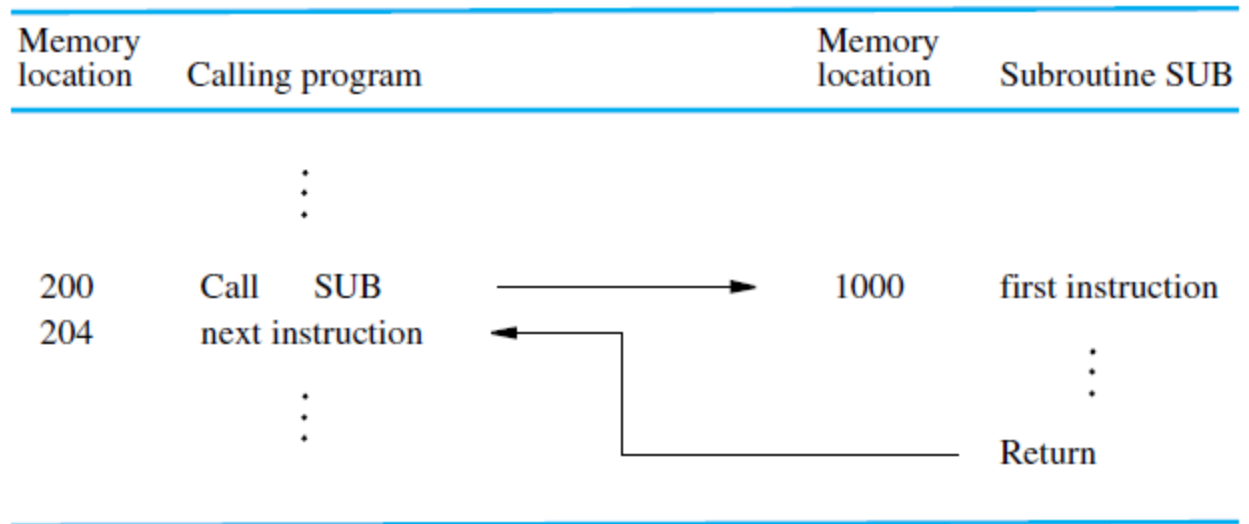 Memory location Calling program Memory location Subroutine SUB
200 Call SUB 1000 first instruction
204 next instruction
Return